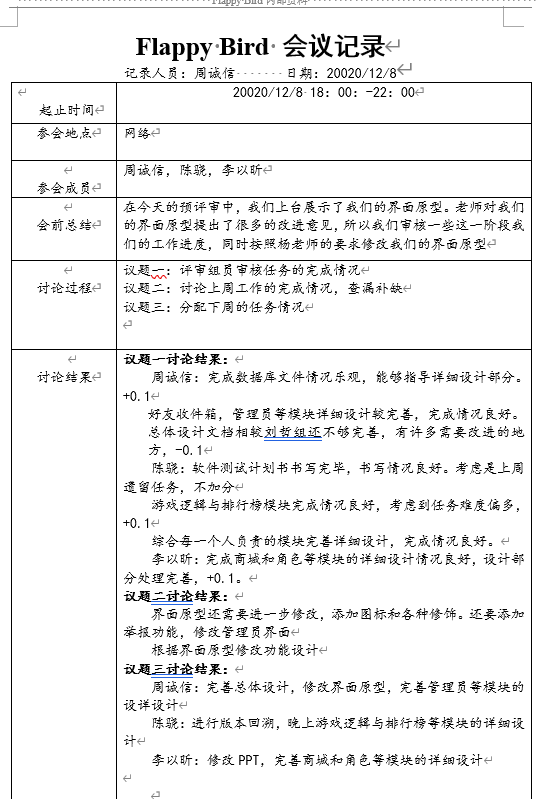 Flappy Bird 内部资料
Flappy Bird 会议记录
记录人员：周诚信 日期：20020/12/8
起止时间
20020/12/8 18：00：-22：00
参会地点
网络
参会成员
周诚信，陈骁，李以昕
会前总结
在今天的预评审中，我们上台展示了我们的界面原型。老师对我们
的界面原型提出了很多的改进意见，所以我们审核一些这一阶段我
们的工作进度，同时按照杨老师的要求修改我们的界面原型
讨论过程
议题一：评审组员审核任务的完成情况
议题二：讨论上周工作的完成情况，查漏补缺
议题三：分配下周的任务情况
讨论结果
议题一讨论结果：
周诚信：完成数据库文件情况乐观，能够指导详细设计部分。
+0.1
好友收件箱，管理员等模块详细设计较完善，完成情况良好。
总体设计文档相较刘哲组还不够完善，有许多需要改进的地
方，-0.1
陈骁：软件测试计划书书写完毕，书写情况良好。考虑是上周
遗留任务，不加分
游戏逻辑与排行榜模块完成情况良好，考虑到任务难度偏多，
+0.1
综合每一个人员负责的模块完善详细设计，完成情况良好。
李以昕：完成商城和角色等模块的详细设计情况良好，设计部
分处理完善，+0.1。
议题二讨论结果：
界面原型还需要进一步修改，添加图标和各种修饰。还要添加
举报功能，修改管理员界面
根据界面原型修改功能设计
议题三讨论结果：
周诚信：完善总体设计，修改界面原型，完善管理员等模块的
设详设计
陈骁：进行版本回溯，晚上游戏逻辑与排行榜等模块的详细设
计
李以昕：修改 PPT，完善商城和角色等模块的详细设计